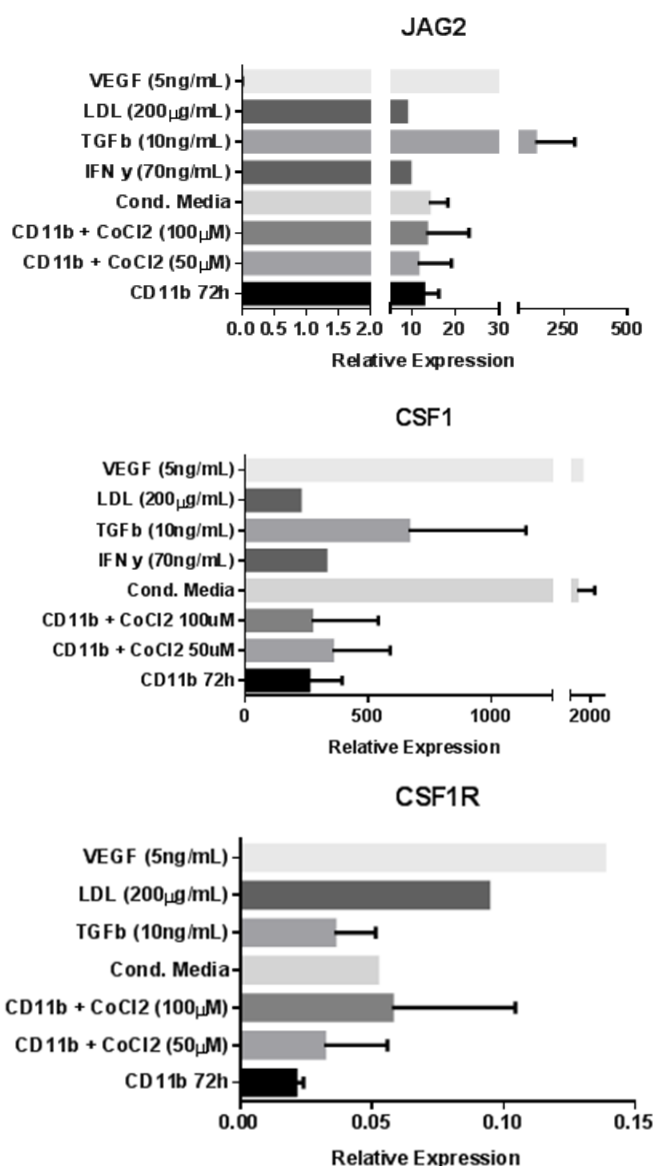 JAG2
VEGF (5ng/mL)
LDL (200μg/mL)
TGFb (10ng/mL)
IFN y (70ng/mL)
Cond. Media
CD11b + CoCl2 (100μM)
CD11b + CoCl2 (50μM)
CD11b 72h
0.0 0.5 1.0 1.5 2.0 10 20 30 250 500
Relative Expression
CSF1
VEGF (5ng/mL)
LDL (200μg/mL)
TGFb (10ng/mL)
IFN y (70ng/mL)
Cond. Media
CD11b + CoCl2 100uM
CD11b + CoCl2 50uM
CD11b 72h
0 500 1000 2000
Relative Expression
CSF1R
VEGF (5ng/mL)
LDL (200μg/mL)
TGFb (10ng/mL)
Cond. Media
CD11b + CoCl2 (100μM)
CD11b + CoCl2 (50μM)
CD11b 72h
0.00 0.05 0.10 0.15
Relative Expression